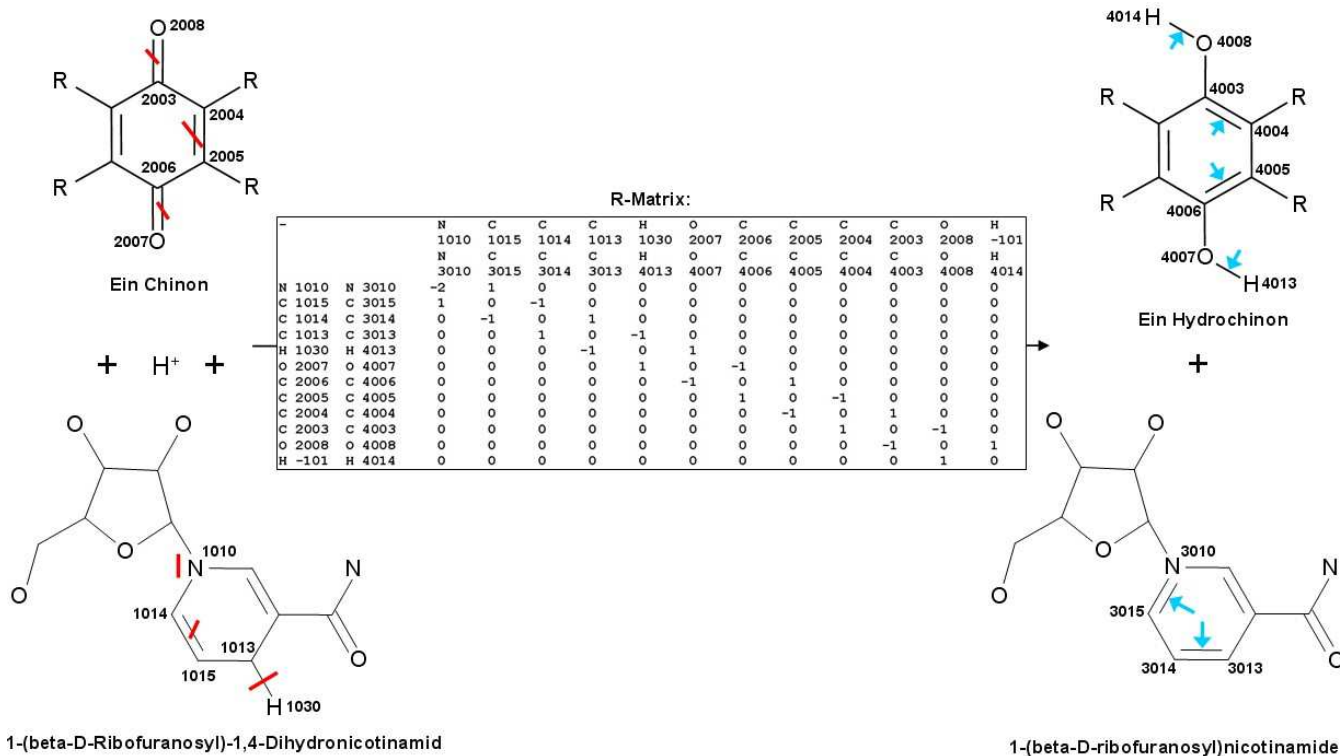 O 2008
R R
2003 2004
2006 2005
R R
2007 O
Ein Chinon
+ H+ +
O O
O
O
N 1010
N
1014
1013
1015
O
H 1030
1-(beta-D-Ribofuranosyl)-1,4-Dihydronicotinamid
R-Matrix:
- N C C C H O C C C C O H
1010 1015 1014 1013 1030 2007 2006 2005 2004 2003 2008 -101
N C C C H O C C C C O H
3010 3015 3014 3013 4013 4007 4006 4005 4004 4003 4008 4014
N 1010 N 3010 -2 1 0 0 0 0 0 0 0 0 0 0
C 1015 C 3015 1 0 -1 0 0 0 0 0 0 0 0 0
C 1014 C 3014 0 -1 0 1 0 0 0 0 0 0 0 0
C 1013 C 3013 0 0 1 0 -1 0 0 0 0 0 0 0
H 1030 H 4013 0 0 0 -1 0 1 0 0 0 0 0 0
O 2007 O 4007 0 0 0 0 1 0 -1 0 0 0 0 0
C 2006 C 4006 0 0 0 0 0 -1 0 1 0 0 0 0
C 2005 C 4005 0 0 0 0 0 0 1 0 -1 0 0 0
C 2004 C 4004 0 0 0 0 0 0 0 -1 0 1 0 0
C 2003 C 4003 0 0 0 0 0 0 0 0 1 0 -1 0
O 2008 O 4008 0 0 0 0 0 0 0 0 0 -1 0 1
H -101 H 4014 0 0 0 0 0 0 0 0 0 0 1 0
4014 H
O 4008
4003
R R
4004
4005
R R
4006
4007 O
H 4013
Ein Hydrochinon
+
O O
O
O
N 3010
N
3015
3014 3013
O
1-(beta-D-ribofuranosyl)nicotinamide